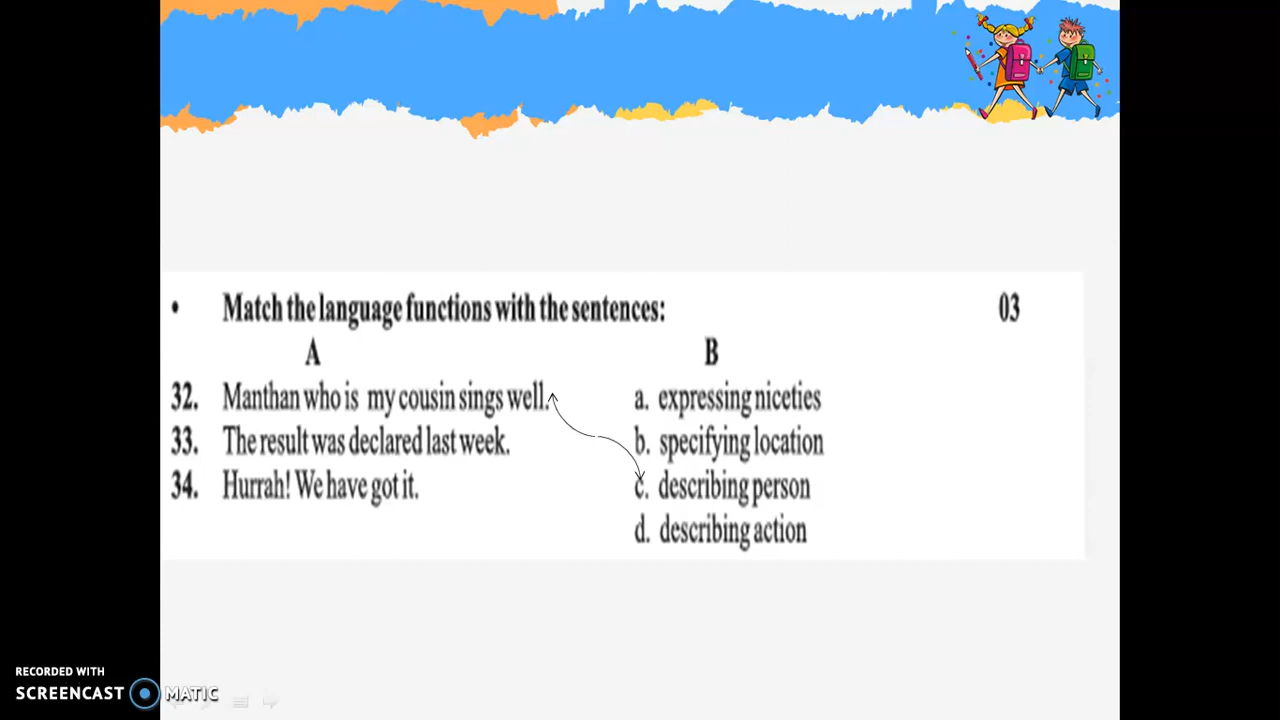 • Match the language functions with the sentences: 03
A B
32. Manthan who is my cousin sings well. a. expressing niceties
33. The result was declared last week. b. specifying location
34. Hurrah! We have got it. c. describing person
d. describing action
RECORDED WITH
SCREENCAST MATIC